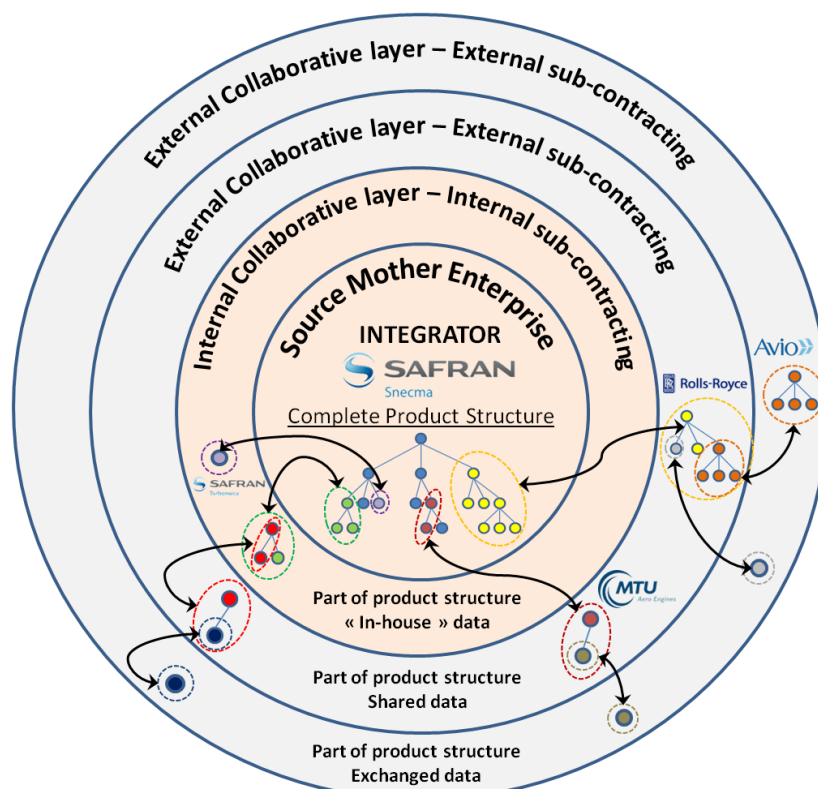 External Collaborative layer – External sub-contracting
External Collaborative layer – External sub-contracting
Internal Collaborative layer – Internal sub-contracting
Source Mother Enterprise
INTEGRATOR
SAFRAN
Snecma
Complete Product Structure
Avio
RR
Rolls-Royce
SAFRAN
Turbomeca
MTU
Aero Engines
Part of product structure
« In-house » data
Part of product structure
Shared data
Part of product structure
Exchanged data